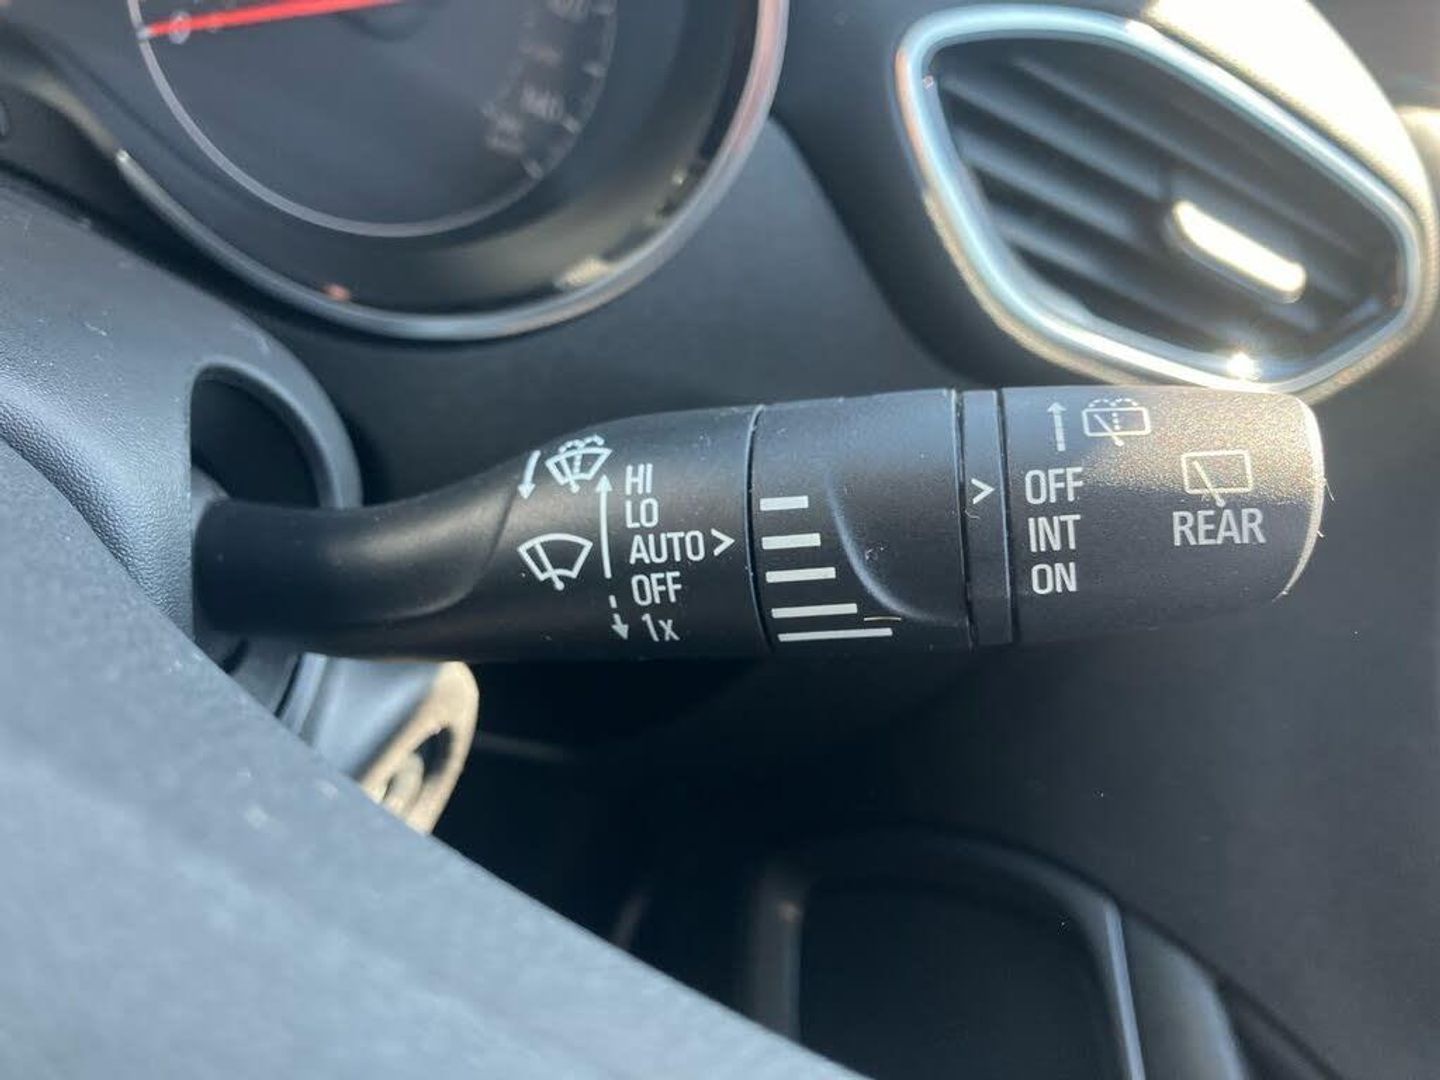 HI
LO
AUTO >
OFF
1x
> OFF
INT
ON
REAR